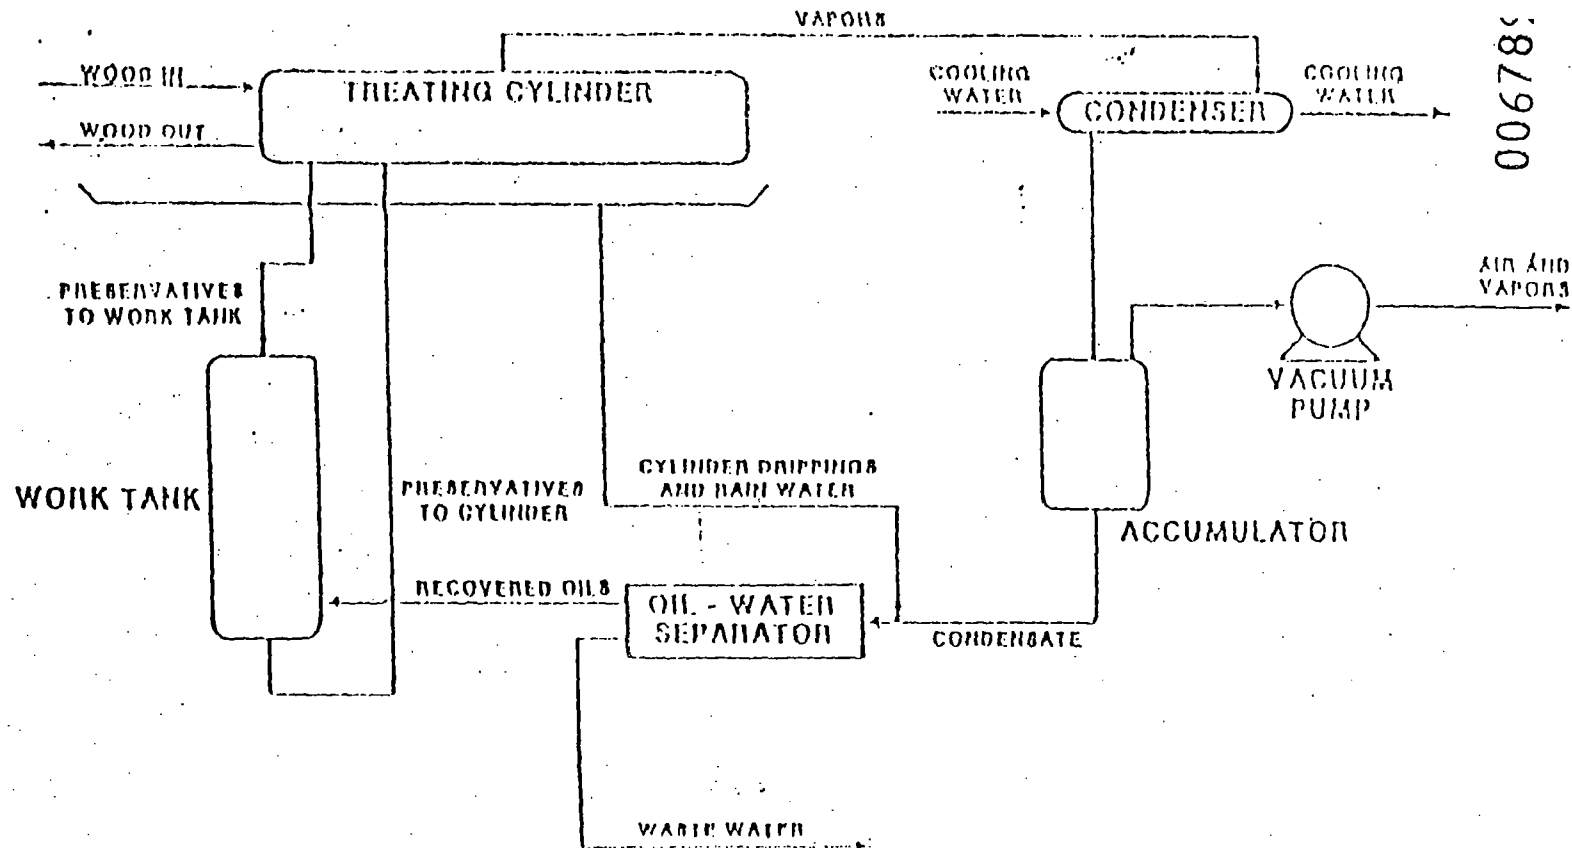 VAPORS
WOOD IN
TREATING CYLINDER
WOOD OUT
COOLING
WATER
CONDENSER
COOLING
WATER
006789
PRESERVATIVES
TO WORK TANK
AIR AND
VAPORS
VACUUM
PUMP
WORK TANK
PRESERVATIVES
TO CYLINDER
CYLINDER DRIPPINGS
AND RAIN WATER
ACCUMULATOR
RECOVERED OILS
OIL - WATER
SEPARATOR
CONDENSATE
WASTE WATER